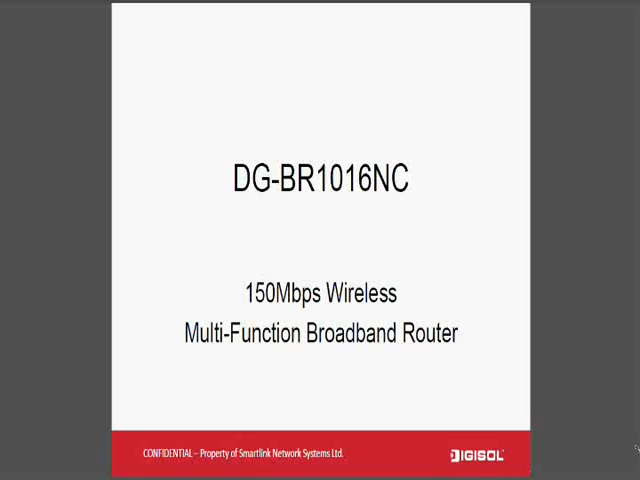 DG-BR1016NC
150Mbps Wireless
Multi-Function Broadband Router
CONFIDENTIAL – Property of Smartlink Network Systems Ltd.
DIGISOL